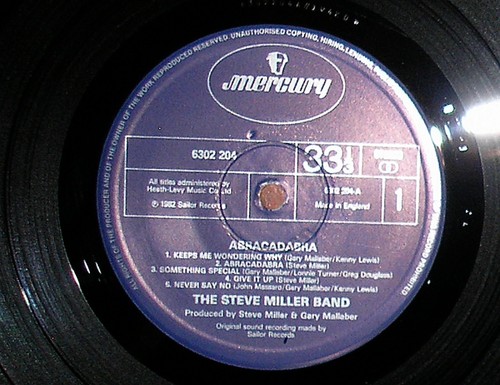 ALL RIGHTS OF THE PRODUCER AND OF THE OWNER OF THE WORK REPRODUCED RESERVED. UNAUTHORISED COPYING, HIRING, LENDING,
mercury
6302 204
33⅓
STEREO
All titles administered by
Heath-Levy Music Co Ltd
℗ 1982 Sailor Records
6302 204-A
Made in England
1
ABRACADABRA
1. KEEPS ME WONDERING WHY (Gary Mallaber/Kenny Lewis)
2. ABRACADABRA (Steve Miller)
3. SOMETHING SPECIAL (Gary Mallaber/Lonnie Turner/Greg Douglass)
4. GIVE IT UP (Steve Miller)
5. NEVER SAY NO (John Massaro/Gary Mallaber/Kenny Lewis)
THE STEVE MILLER BAND
Produced by Steve Miller & Gary Mallaber
Original sound recording made by
Sailor Records